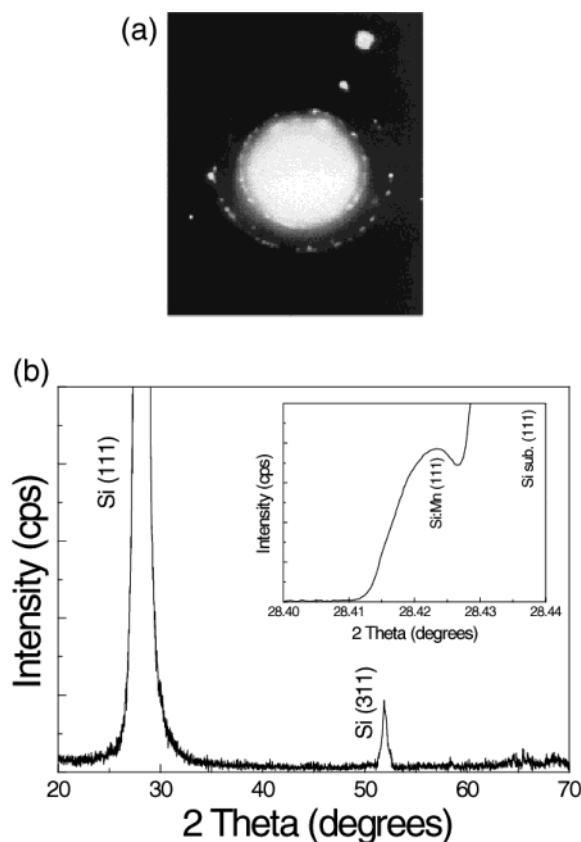 (a)
(b)
Intensity (cps)
Si (111)
Si (311)
20 30 40 50 60 70
2 Theta (degrees)
Intensity (cps)
Si:Mn (111)
Si sub. (111)
28.40 28.41 28.42 28.43 28.44
2 Theta (degrees)